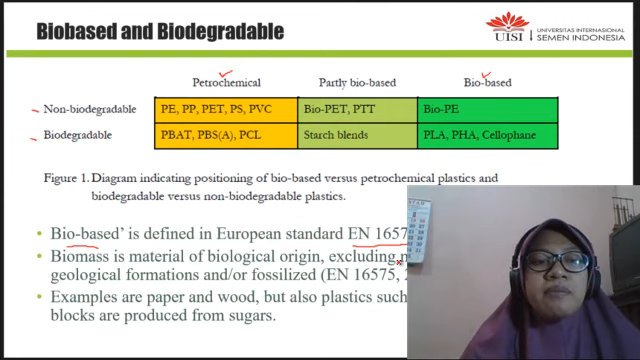 Biobased and Biodegradable
UISI
UNIVERSITAS INTERNASIONAL
SEMEN INDONESIA
Petrochemical Partly bio-based Bio-based
Non-biodegradable PE, PP, PET, PS, PVC Bio-PET, PTT Bio-PE
Biodegradable PBAT, PBS(A), PCL Starch blends PLA, PHA, Cellophane
Figure 1. Diagram indicating positioning of bio-based versus petrochemical plastics and
biodegradable versus non-biodegradable plastics.
• Bio-based’ is defined in European standard EN 1657
• Biomass is material of biological origin, excluding
geological formations and/or fossilized (EN 16575,
• Examples are paper and wood, but also plastics such
blocks are produced from sugars.